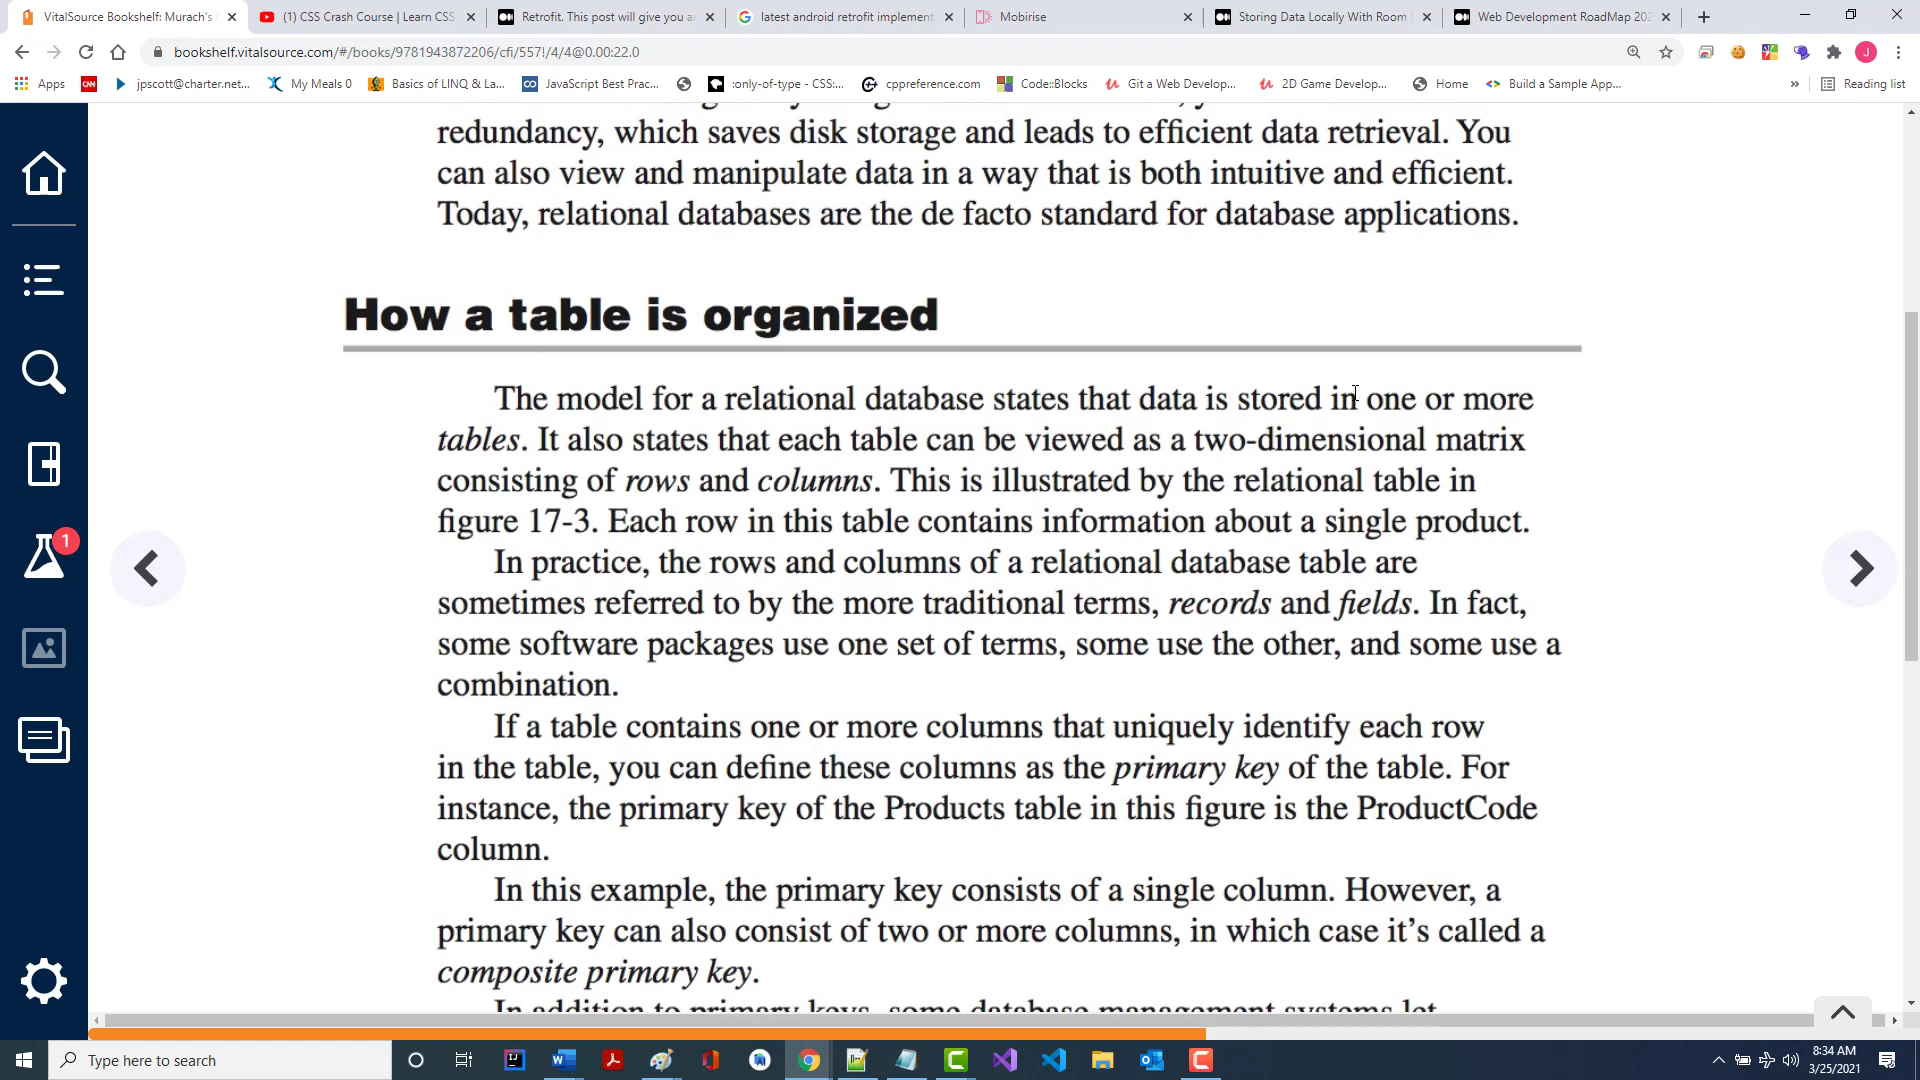 VitalSource Bookshelf: Murach's
(1) CSS Crash Course | Learn CSS
Retrofit. This post will give you a
latest android retrofit implement
Mobirise
Storing Data Locally With Room
Web Development RoadMap 202
bookshelf.vitalsource.com/#/books/9781943872206/cfi/557!/4/4@0.00:22.0
J
Apps
CNN
jpscott@charter.net...
My Meals 0
Basics of LINQ & La...
JavaScript Best Prac...
:only-of-type - CSS:...
cppreference.com
Code::Blocks
Git a Web Develop...
2D Game Develop...
Home
Build a Sample App...
»
Reading list
redundancy, which saves disk storage and leads to efficient data retrieval. You
can also view and manipulate data in a way that is both intuitive and efficient.
Today, relational databases are the de facto standard for database applications.
How a table is organized
The model for a relational database states that data is stored in one or more
tables. It also states that each table can be viewed as a two-dimensional matrix
consisting of rows and columns. This is illustrated by the relational table in
figure 17-3. Each row in this table contains information about a single product.
In practice, the rows and columns of a relational database table are
sometimes referred to by the more traditional terms, records and fields. In fact,
some software packages use one set of terms, some use the other, and some use a
combination.
If a table contains one or more columns that uniquely identify each row
in the table, you can define these columns as the primary key of the table. For
instance, the primary key of the Products table in this figure is the ProductCode
column.
In this example, the primary key consists of a single column. However, a
primary key can also consist of two or more columns, in which case it's called a
composite primary key.
In addition to primary keys, some database management systems let
1
Type here to search
8:34 AM
3/25/2021